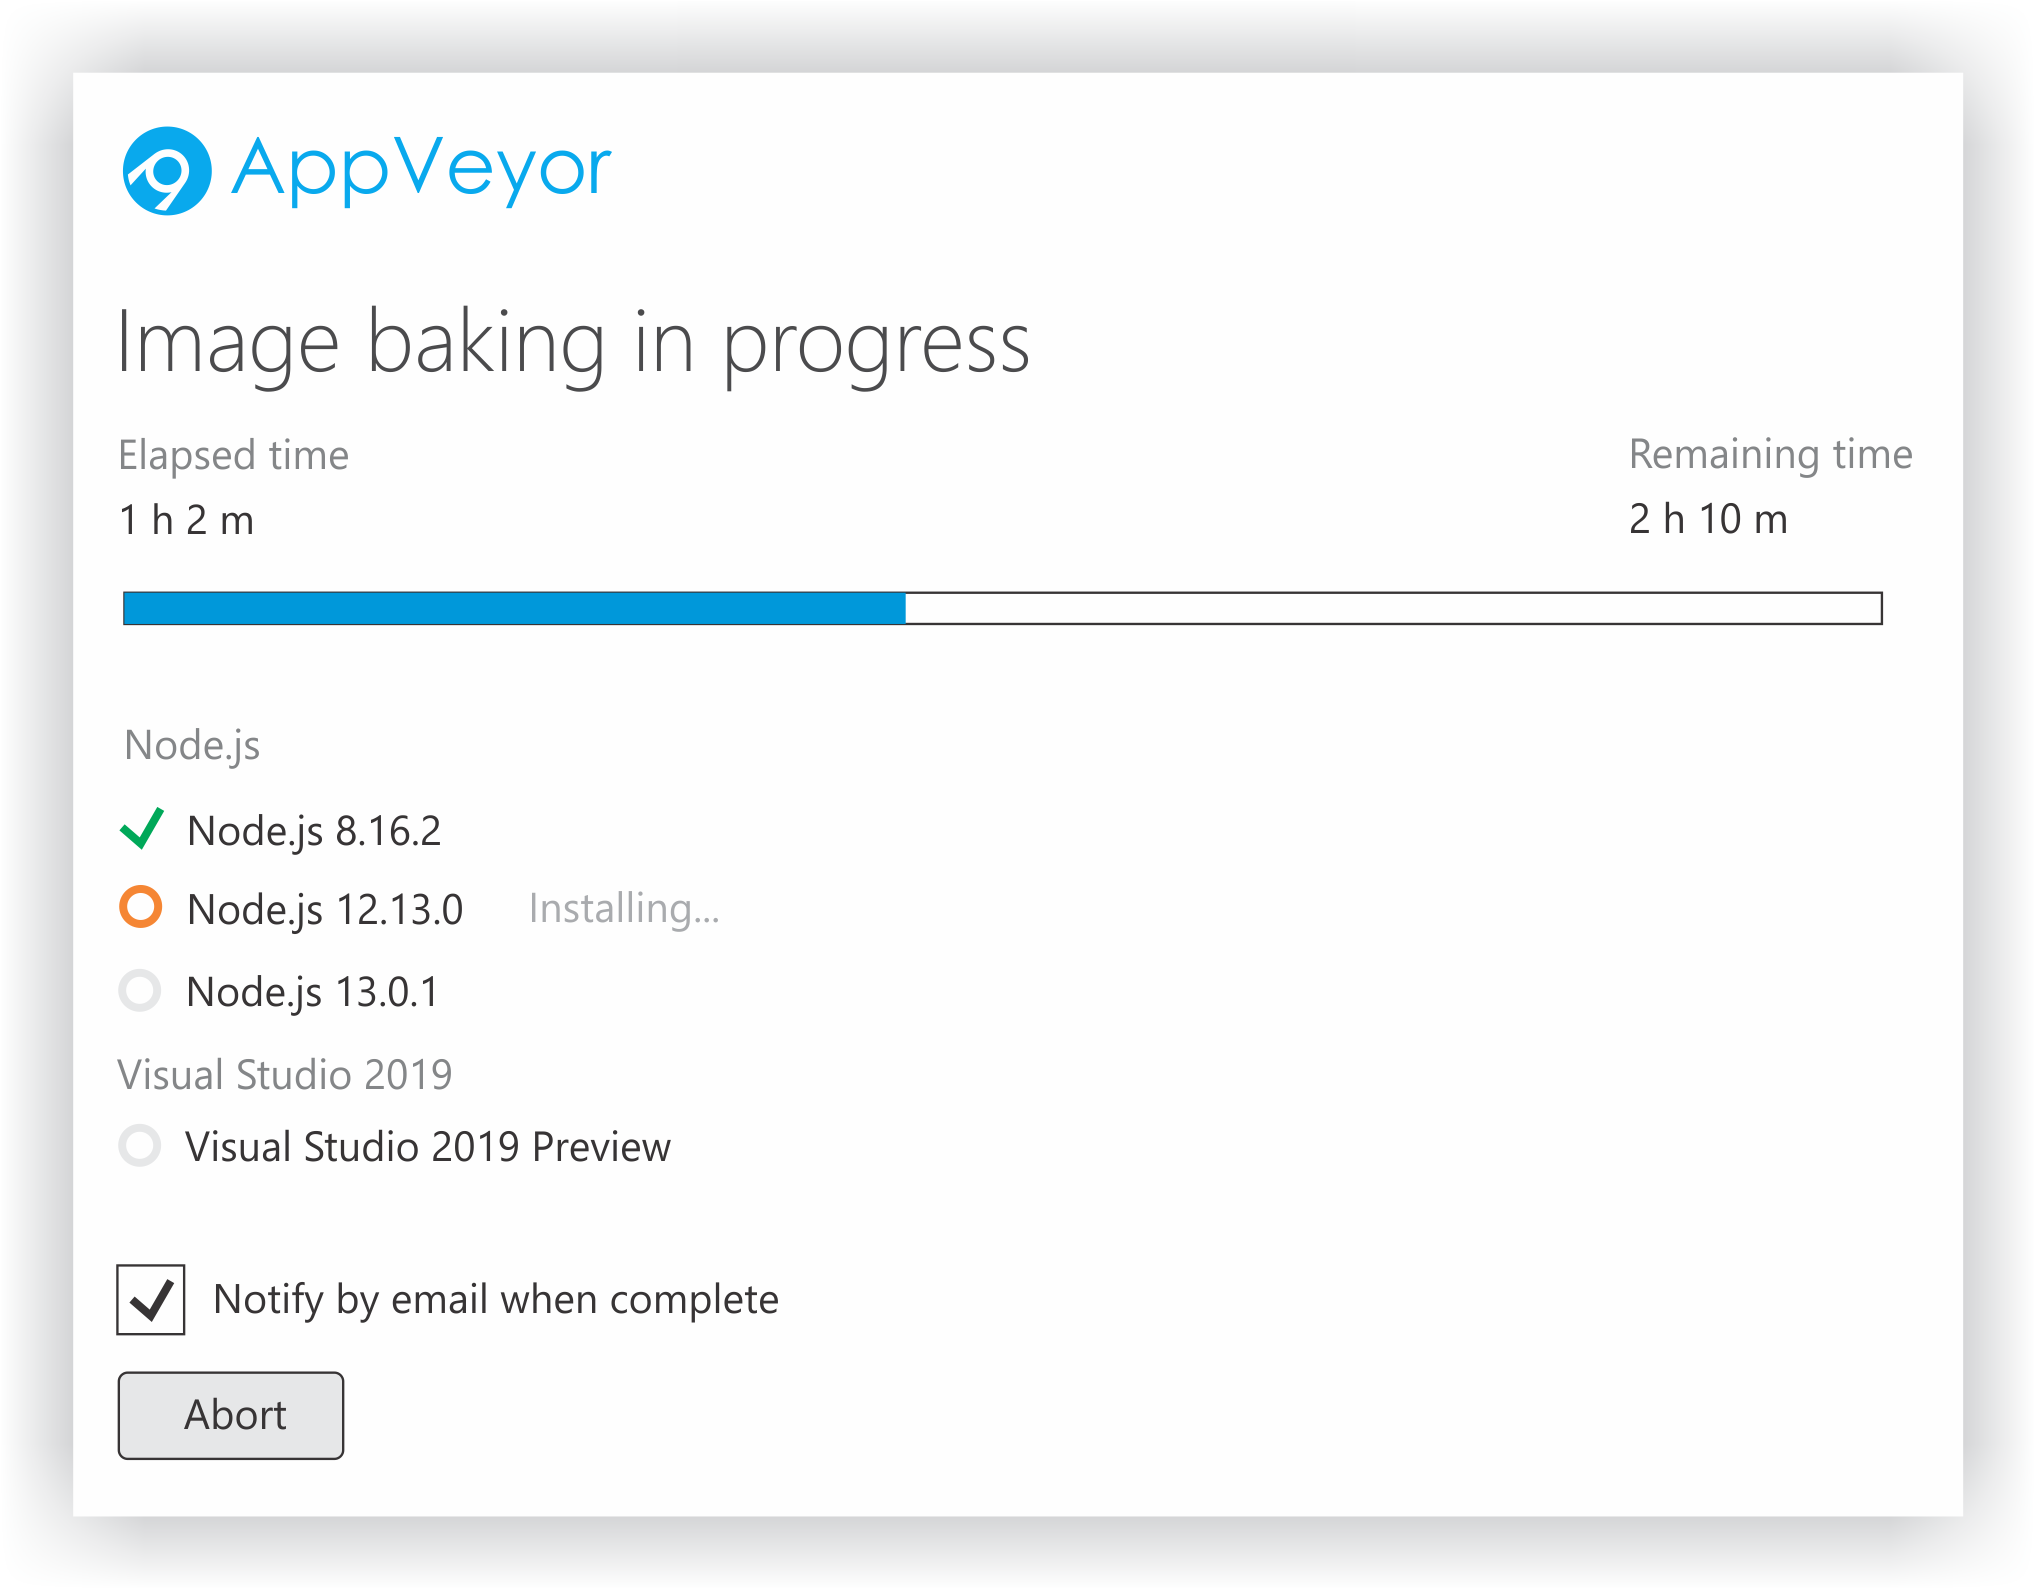 AppVeyor
Image baking in progress
Elapsed time
Remaining time
1 h 2 m
2 h 10 m
Node.js
Node.js 8.16.2
Node.js 12.13.0 Installing...
Node.js 13.0.1
Visual Studio 2019
Visual Studio 2019 Preview
Notify by email when complete
Abort